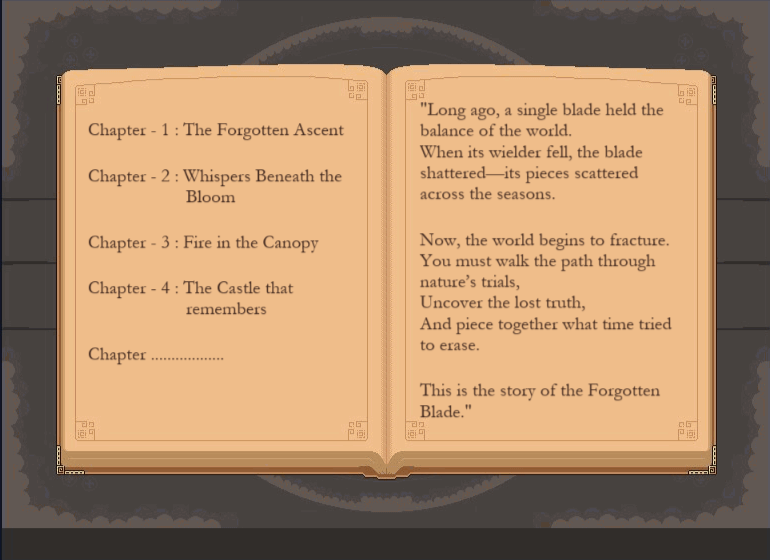 Chapter - 1 : The Forgotten Ascent
Chapter - 2 : Whispers Beneath the
Bloom
Chapter - 3 : Fire in the Canopy
Chapter - 4 : The Castle that
remembers
Chapter ..................
"Long ago, a single blade held the
balance of the world.
When its wielder fell, the blade
shattered—its pieces scattered
across the seasons.
Now, the world begins to fracture.
You must walk the path through
nature's trials,
Uncover the lost truth,
And piece together what time tried
to erase.
This is the story of the Forgotten
Blade."